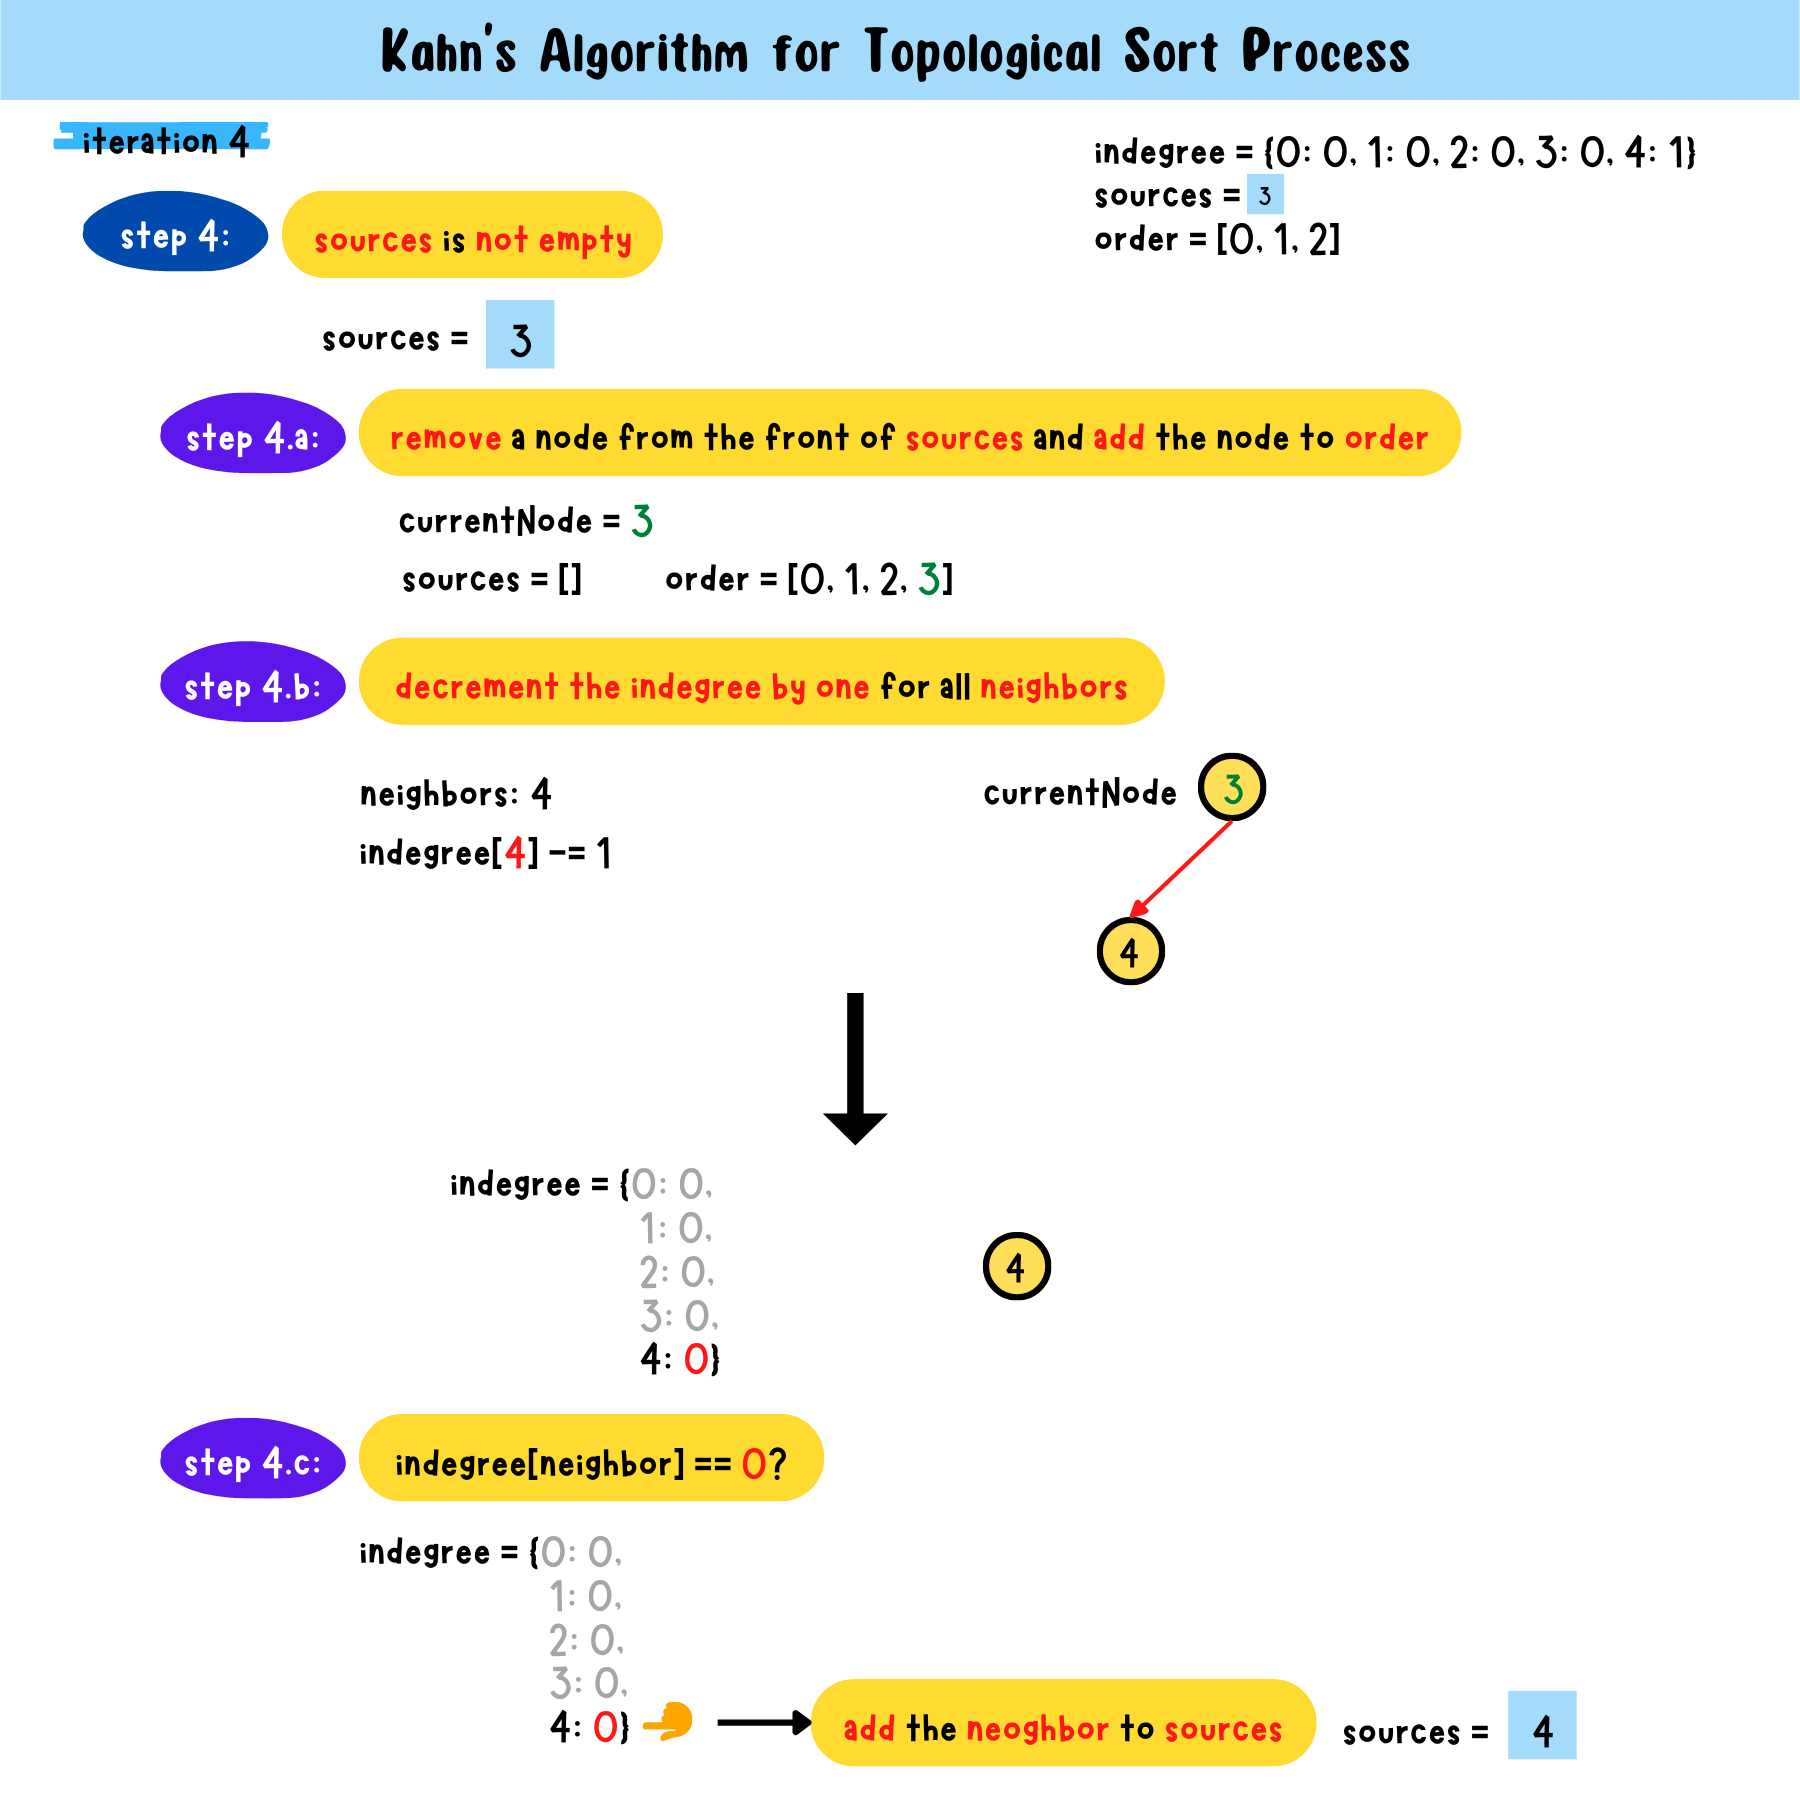 Kahn's Algorithm for Topological Sort Process
iteration 4
indegree = {0: 0, 1: 0, 2: 0, 3: 0, 4: 1}
sources = 3
order = [0, 1, 2]
step 4: sources is not empty
sources = 3
step 4.a: remove a node from the front of sources and add the node to order
currentNode = 3
sources = [] order = [0, 1, 2, 3]
step 4.b: decrement the indegree by one for all neighbors
neighbors: 4
indegree[4] -= 1
currentNode 3
4
indegree = {0: 0,
1: 0,
2: 0,
3: 0,
4: 0}
4
step 4.c: indegree[neighbor] == 0?
indegree = {0: 0,
1: 0,
2: 0,
3: 0,
4: 0}
add the neoghbor to sources
sources = 4